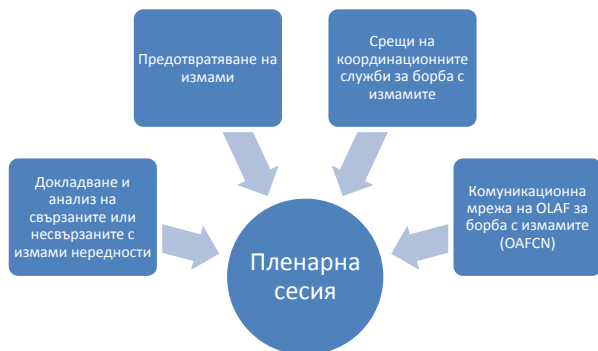 Предотвратяване на
измами
Срещи на
координационните
служби за борба с
измамите
Докладване и
анализ на
свързаните или
несвързаните с
измами нередности
Комуникационна
мрежа на OLAF за
борба с измамите
(OAFCN)
Пленарна
сесия